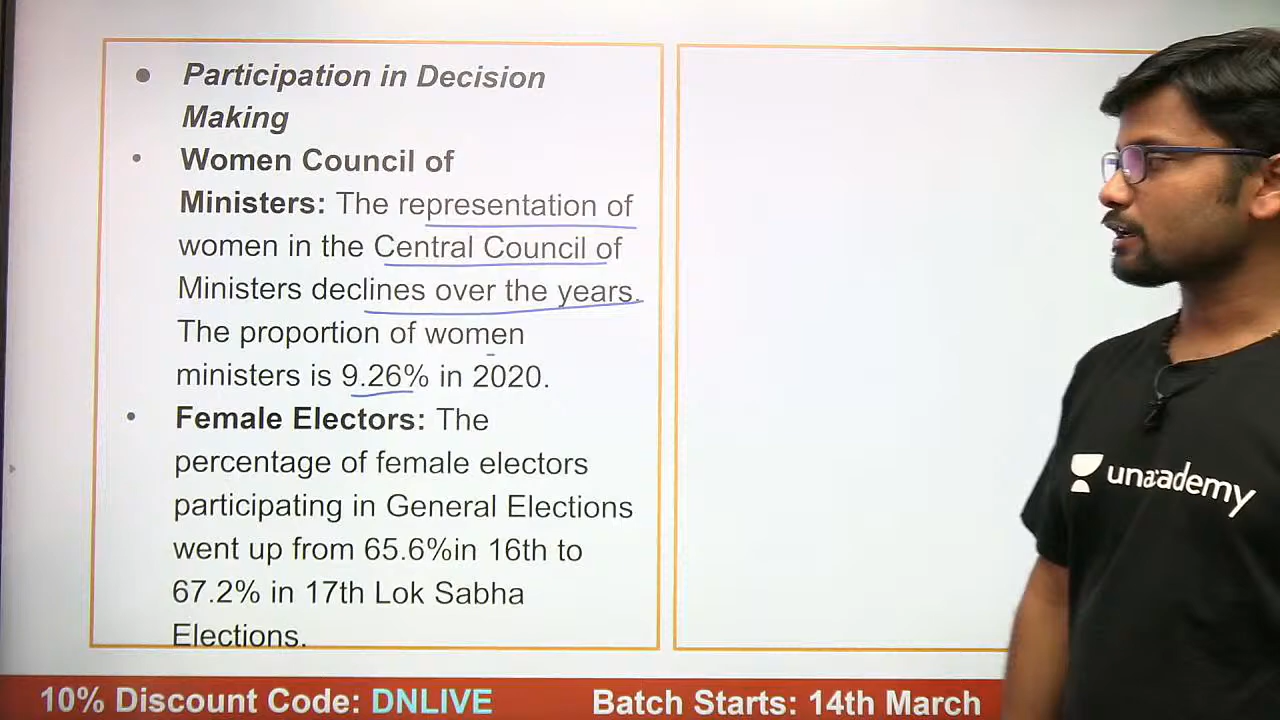 ● Participation in Decision
Making
• Women Council of
Ministers: The representation of
women in the Central Council of
Ministers declines over the years.
The proportion of women
ministers is 9.26% in 2020.
• Female Electors: The
percentage of female electors
participating in General Elections
went up from 65.6%in 16th to
67.2% in 17th Lok Sabha
Elections.
unacademy
10% Discount Code: DNLIVE
Batch Starts: 14th March